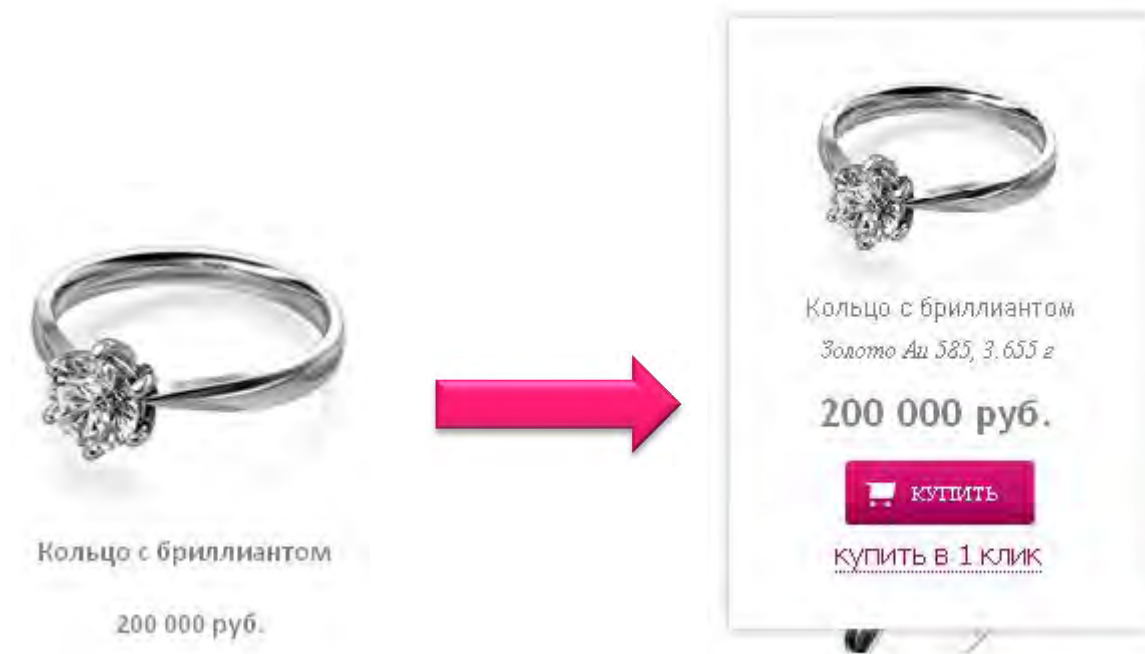 Кольцо с бриллиантом
200 000 руб.
Кольцо с бриллиантом
Золото Au 585, 3.655 г
200 000 руб.
КУПИТЬ
купить в 1 клик